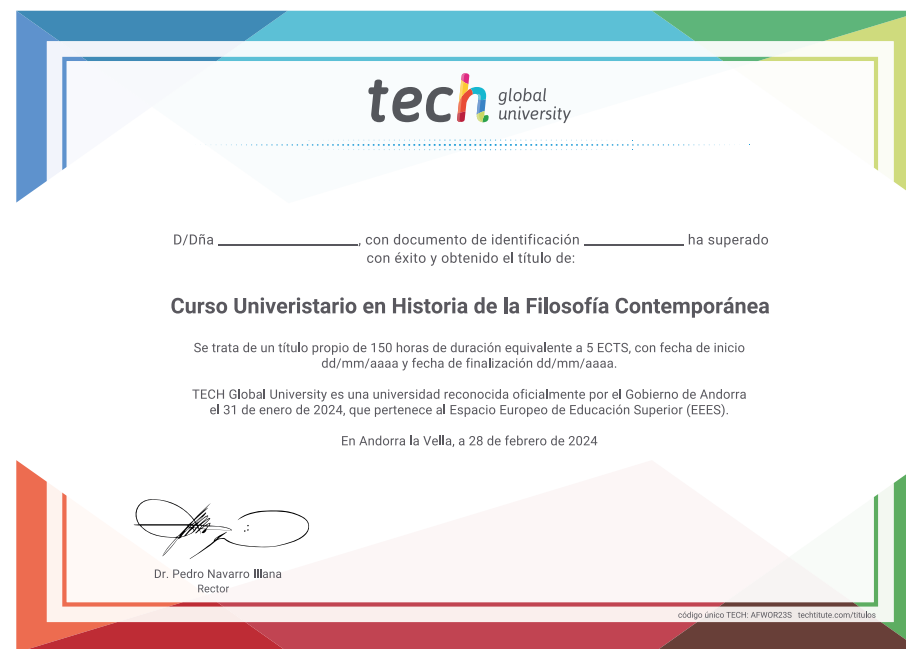 tech global
university
D/Dña ____________________, con documento de identificación ______________ ha superado
con éxito y obtenido el título de:
Curso Univeristario en Historia de la Filosofía Contemporánea
Se trata de un título propio de 150 horas de duración equivalente a 5 ECTS, con fecha de inicio
dd/mm/aaaa y fecha de finalización dd/mm/aaaa.
TECH Global University es una universidad reconocida oficialmente por el Gobierno de Andorra
el 31 de enero de 2024, que pertenece al Espacio Europeo de Educación Superior (EEES).
En Andorra la Vella, a 28 de febrero de 2024
Dr. Pedro Navarro Illana
Rector
código único TECH: AFWOR23S techtitute.com/titulos